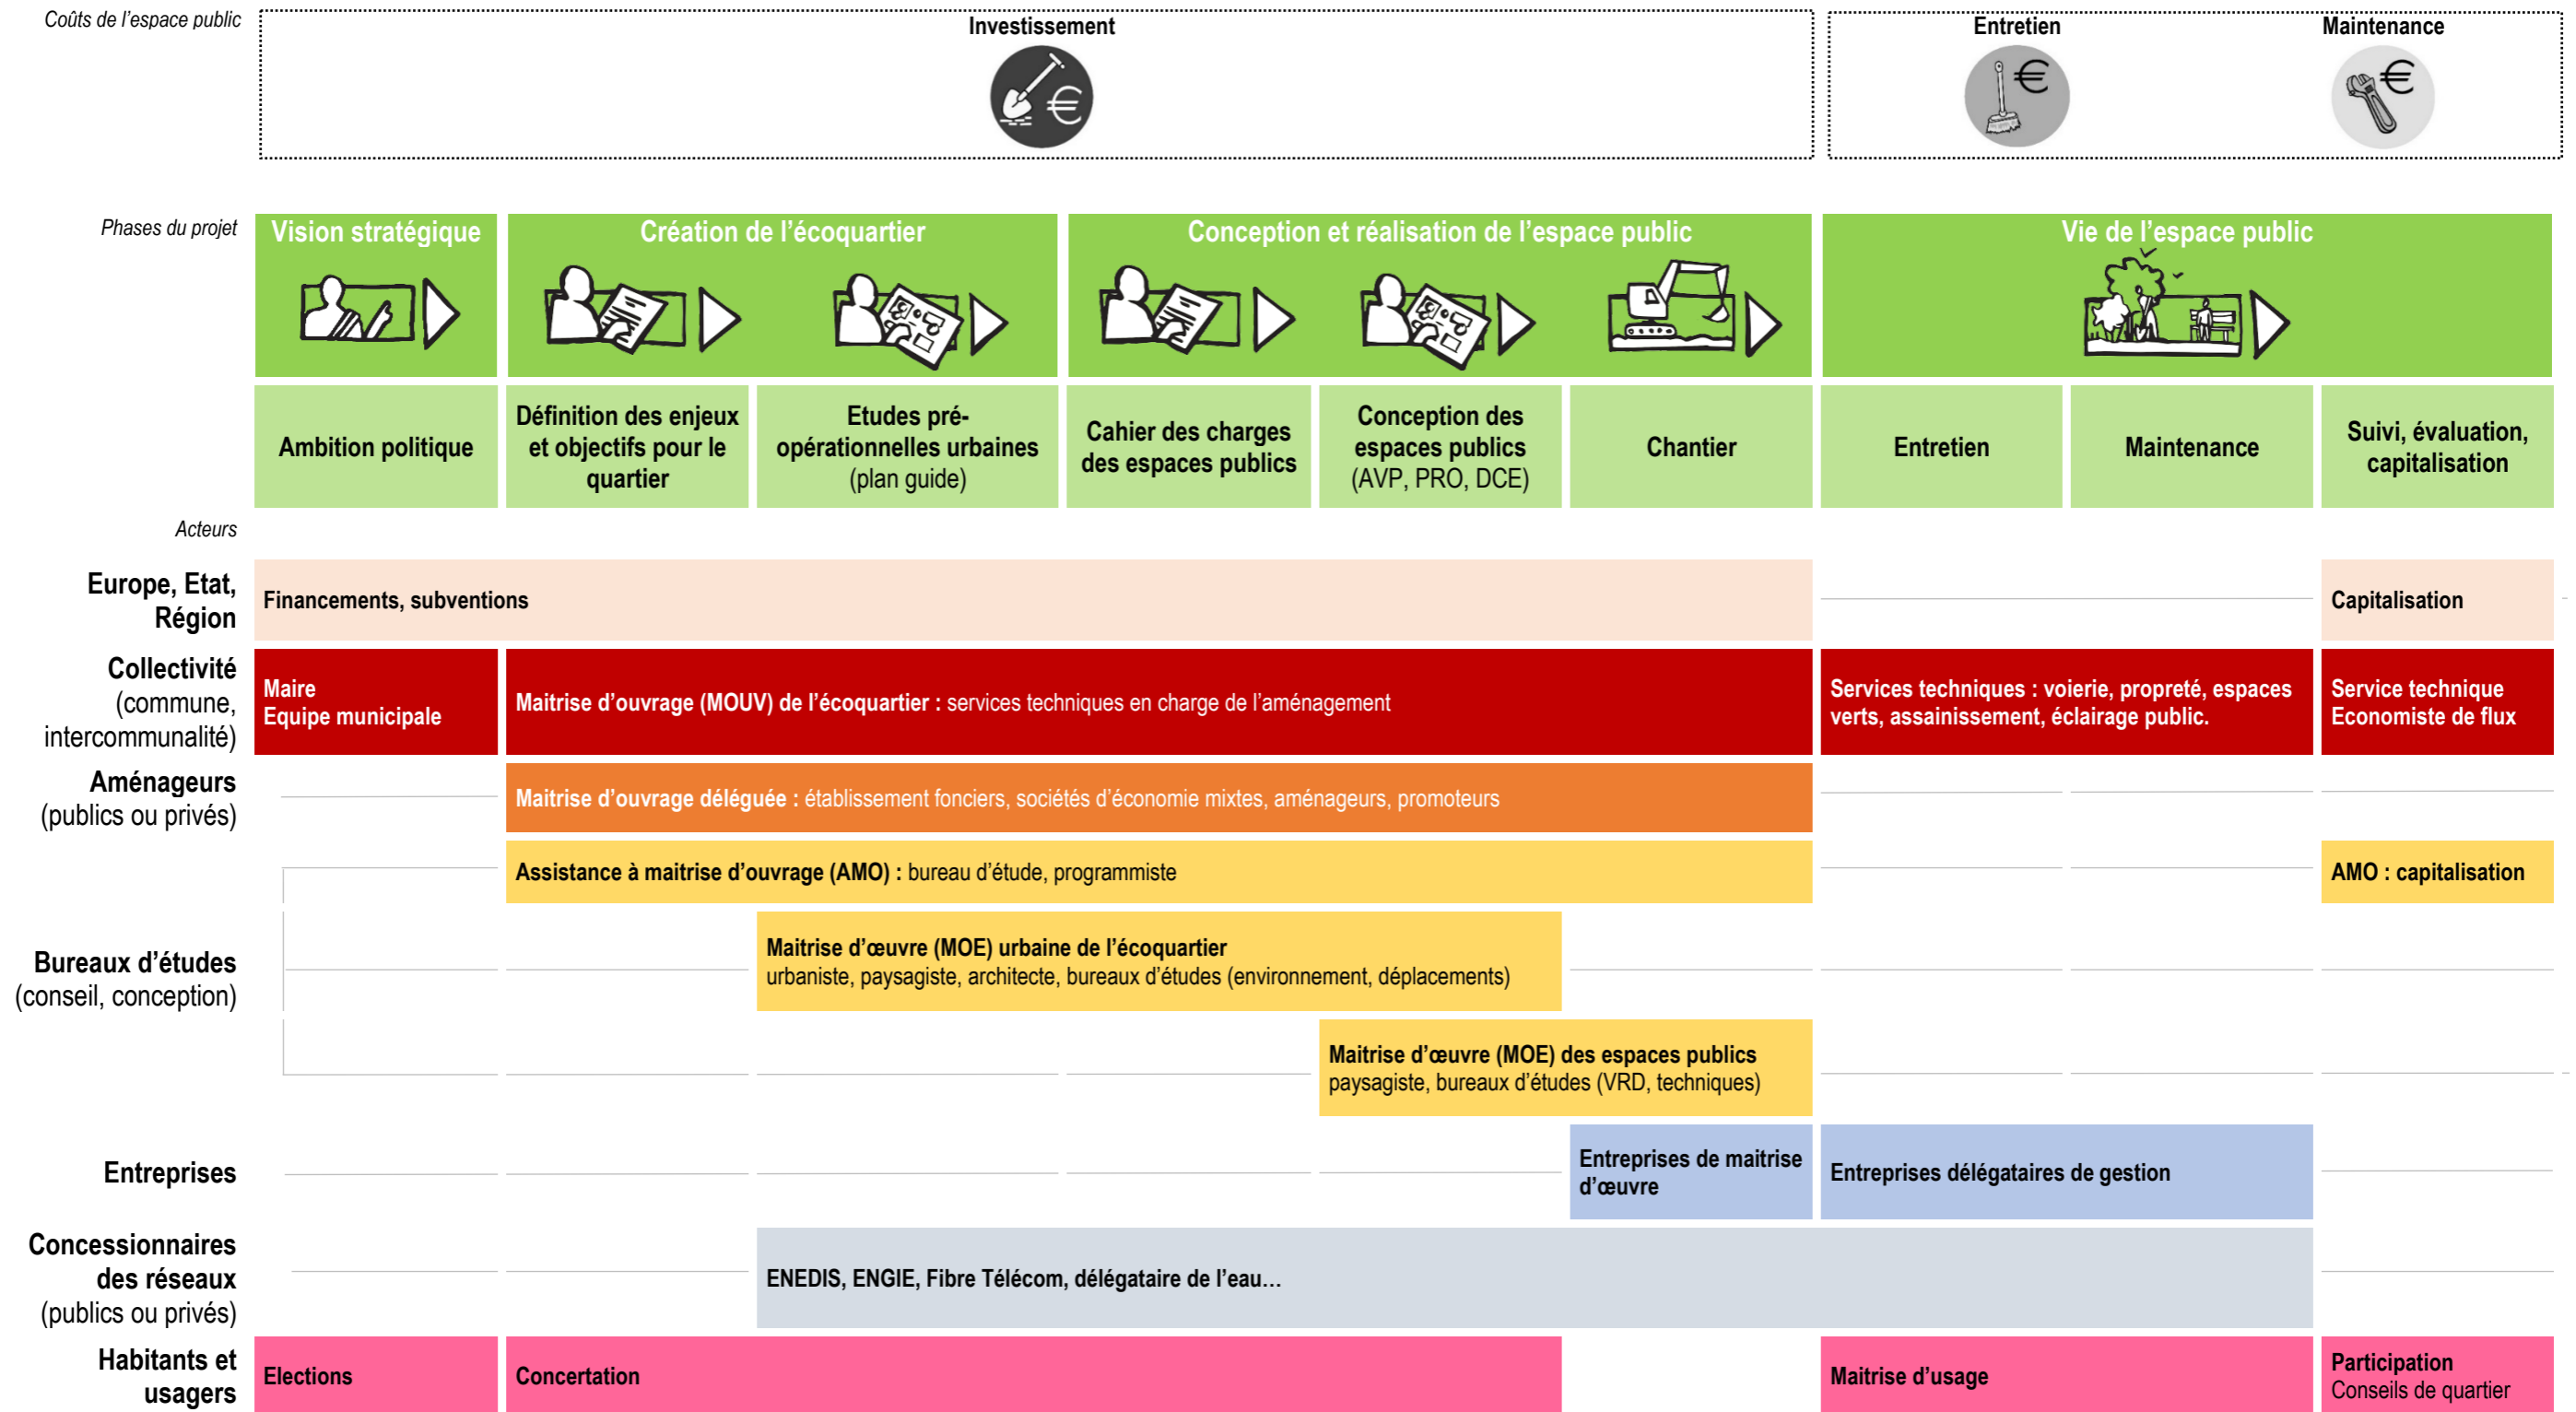 Coûts de l’espace public
Investissement
Entretien
Maintenance
€
€
€
Phases du projet
Vision stratégique
Création de l’écoquartier
Conception et réalisation de l’espace public
Vie de l’espace public
Ambition politique
Définition des enjeux
et objectifs pour le
quartier
Etudes pré-
opérationnelles urbaines
(plan guide)
Cahier des charges
des espaces publics
Conception des
espaces publics
(AVP, PRO, DCE)
Chantier
Entretien
Maintenance
Suivi, évaluation,
capitalisation
Acteurs
Europe, Etat,
Région
Financements, subventions
Capitalisation
Collectivité
(commune,
intercommunalité)
Maire
Equipe municipale
Maitrise d’ouvrage (MOUV) de l’écoquartier : services techniques en charge de l’aménagement
Services techniques : voierie, propreté, espaces
verts, assainissement, éclairage public.
Service technique
Economiste de flux
Aménageurs
(publics ou privés)
Maitrise d’ouvrage déléguée : établissement fonciers, sociétés d’économie mixtes, aménageurs, promoteurs
Assistance à maitrise d’ouvrage (AMO) : bureau d’étude, programmiste
AMO : capitalisation
Bureaux d’études
(conseil, conception)
Maitrise d’œuvre (MOE) urbaine de l’écoquartier
urbaniste, paysagiste, architecte, bureaux d’études (environnement, déplacements)
Maitrise d’œuvre (MOE) des espaces publics
paysagiste, bureaux d’études (VRD, techniques)
Entreprises
Entreprises de maitrise
d’œuvre
Entreprises délégataires de gestion
Concessionnaires
des réseaux
(publics ou privés)
ENEDIS, ENGIE, Fibre Télécom, délégataire de l’eau…
Habitants et
usagers
Elections
Concertation
Maitrise d’usage
Participation
Conseils de quartier